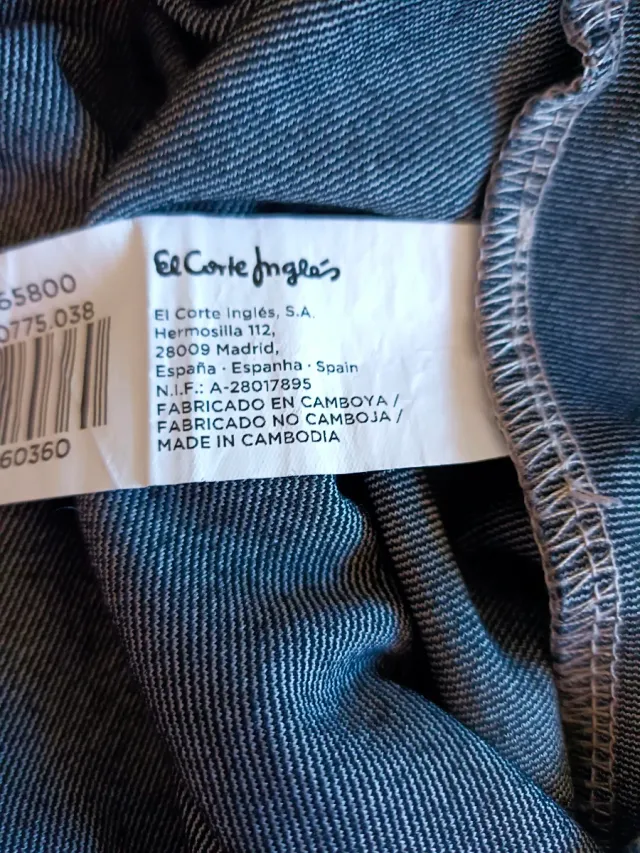 65800
0775.038
60360
El Corte Inglés
El Corte Inglés, S.A.
Hermosilla 112,
28009 Madrid,
España · Espanha · Spain
N.I.F.: A-28017895
FABRICADO EN CAMBOYA /
FABRICADO NO CAMBOJA /
MADE IN CAMBODIA